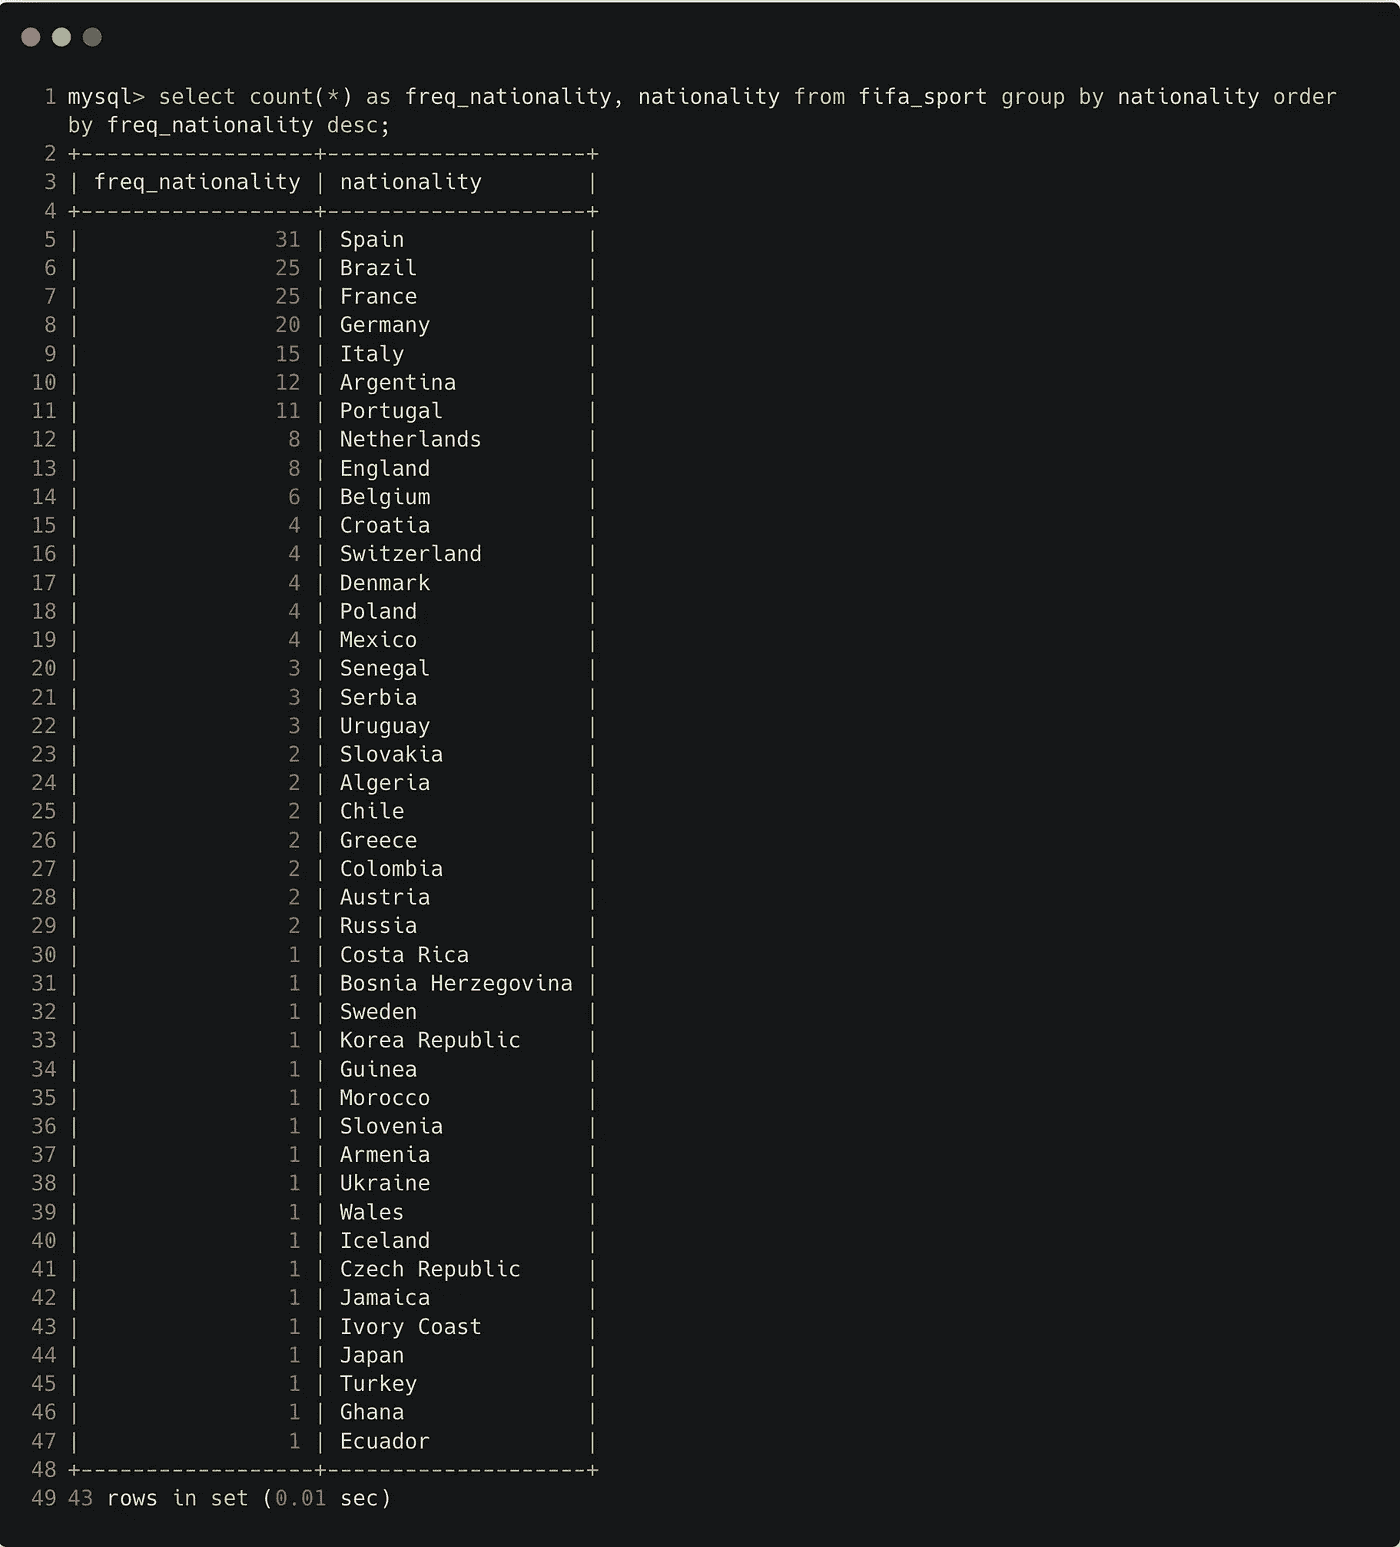 1 mysql> select count(*) as freq_nationality, nationality from fifa_sport group by nationality order
by freq_nationality desc;
2 +------------------+--------------------+
3 | freq_nationality | nationality        |
4 +------------------+--------------------+
5 |               31 | Spain              |
6 |               25 | Brazil             |
7 |               25 | France             |
8 |               20 | Germany            |
9 |               15 | Italy              |
10 |               12 | Argentina          |
11 |               11 | Portugal           |
12 |                8 | Netherlands        |
13 |                8 | England            |
14 |                6 | Belgium            |
15 |                4 | Croatia            |
16 |                4 | Switzerland        |
17 |                4 | Denmark            |
18 |                4 | Poland             |
19 |                4 | Mexico             |
20 |                3 | Senegal            |
21 |                3 | Serbia             |
22 |                3 | Uruguay            |
23 |                2 | Slovakia           |
24 |                2 | Algeria            |
25 |                2 | Chile              |
26 |                2 | Greece             |
27 |                2 | Colombia           |
28 |                2 | Austria            |
29 |                2 | Russia             |
30 |                1 | Costa Rica         |
31 |                1 | Bosnia Herzegovina |
32 |                1 | Sweden             |
33 |                1 | Korea Republic     |
34 |                1 | Guinea             |
35 |                1 | Morocco            |
36 |                1 | Slovenia           |
37 |                1 | Armenia            |
38 |                1 | Ukraine            |
39 |                1 | Wales              |
40 |                1 | Iceland            |
41 |                1 | Czech Republic     |
42 |                1 | Jamaica            |
43 |                1 | Ivory Coast        |
44 |                1 | Japan              |
45 |                1 | Turkey             |
46 |                1 | Ghana              |
47 |                1 | Ecuador            |
48 +------------------+--------------------+
49 43 rows in set (0.01 sec)